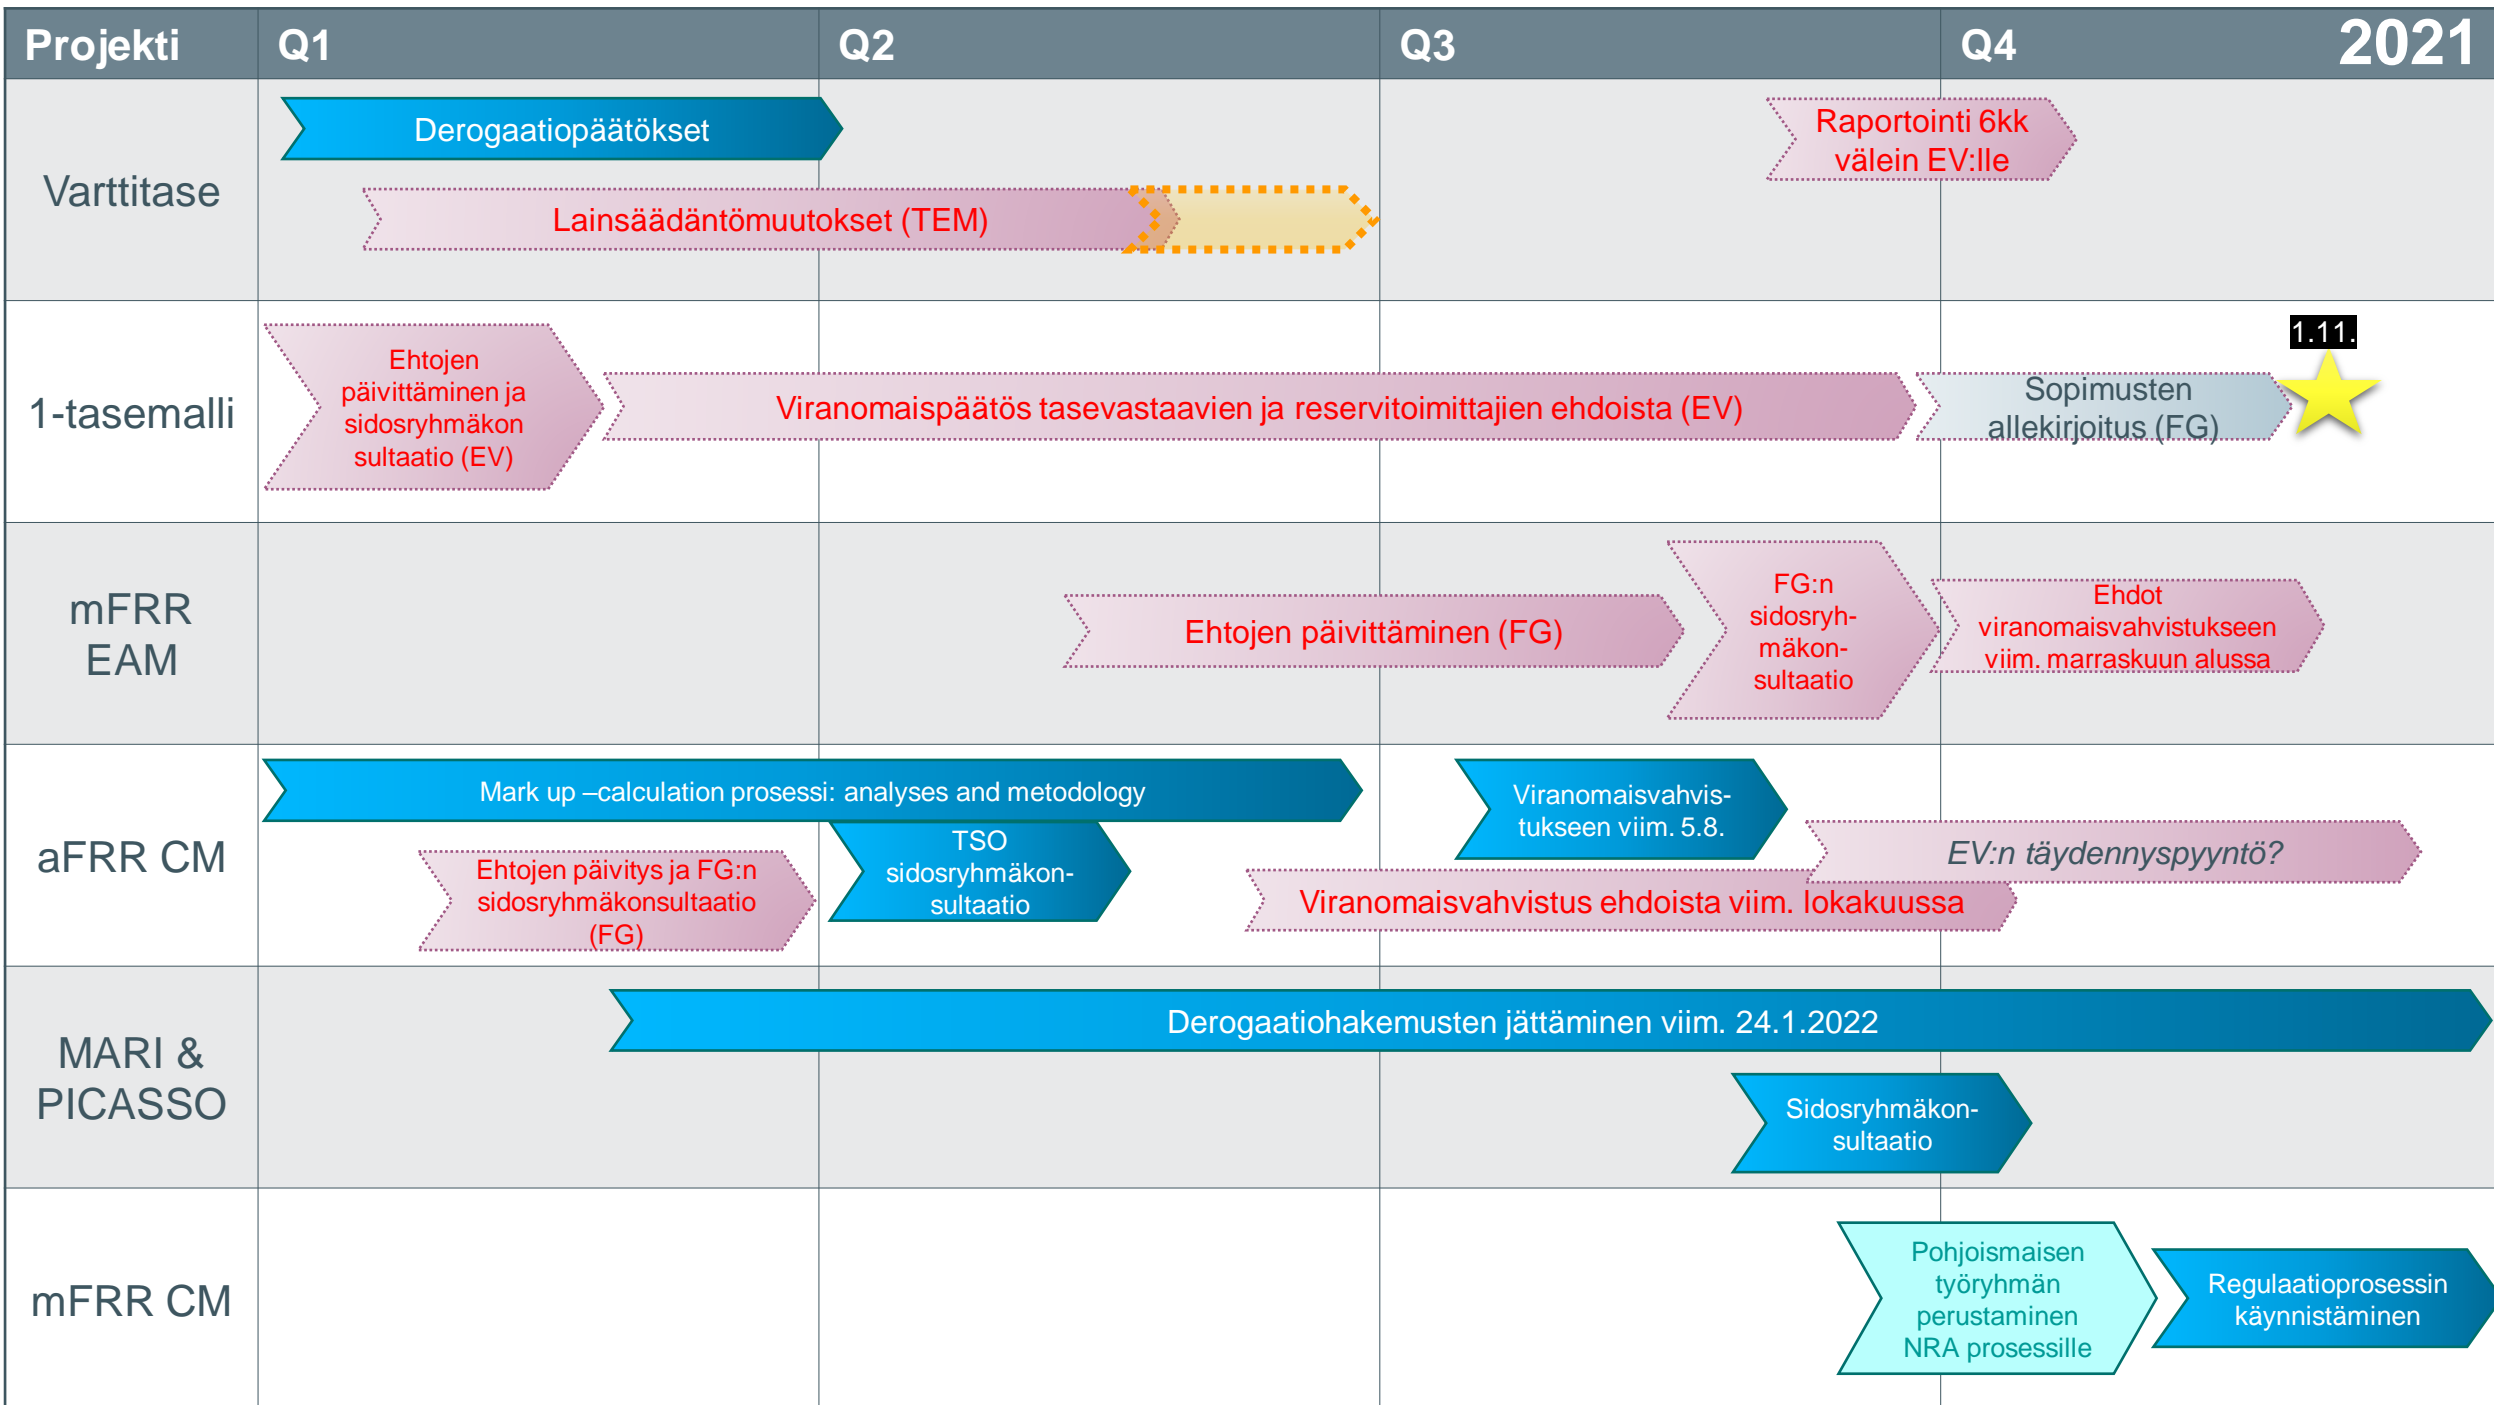 Projekti Q1 Q2 Q3 Q4 2021
Varttitase
Derogaatiopäätökset
Raportointi 6kk
välein EV:lle
Lainsäädäntömuutokset (TEM)
1-tasemalli
Ehtojen
päivittäminen ja
sidosryhmäkon
sultaatio (EV)
Viranomaispäätös tasevastaavien ja reservitoimittajien ehdoista (EV)
Sopimusten
allekirjoitus (FG)
1.11.
mFRR
EAM
Ehtojen päivittäminen (FG)
FG:n
sidosryh-
mäkon-
sultaatio
Ehdot
viranomaisvahvistukseen
viim. marraskuun alussa
aFRR CM
Mark up –calculation prosessi: analyses and metodology
Ehtojen päivitys ja FG:n
sidosryhmäkonsultaatio
(FG)
TSO
sidosryhmäkon-
sultaatio
Viranomaisvahvis-
tukseen viim. 5.8.
Viranomaisvahvistus ehdoista viim. lokakuussa
EV:n täydennyspyyntö?
MARI &
PICASSO
Derogaatiohakemusten jättäminen viim. 24.1.2022
Sidosryhmäkon-
sultaatio
mFRR CM
Pohjoismaisen
työryhmän
perustaminen
NRA prosessille
Regulaatioprosessin
käynnistäminen